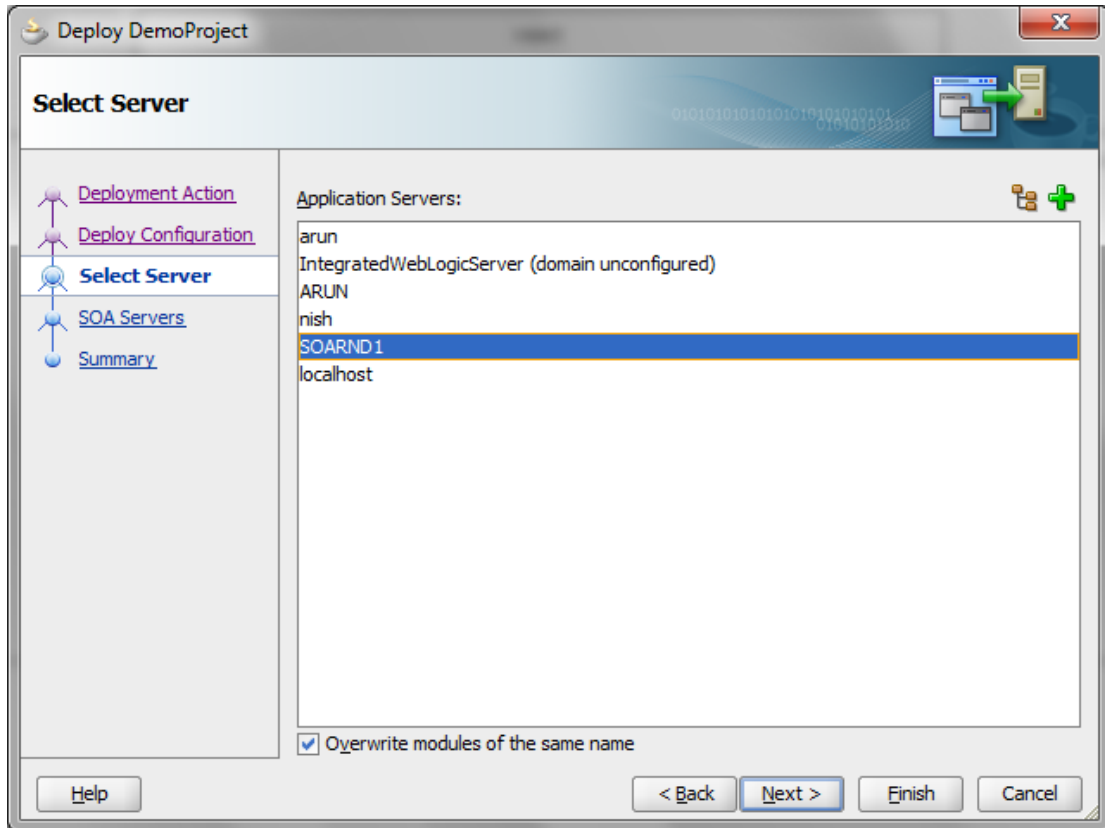 Deploy DemoProject
Select Server
Deployment Action
Deploy Configuration
Select Server
SOA Servers
Summary
Application Servers:
arun
IntegratedWebLogicServer (domain unconfigured)
ARUN
nish
SOARND1
localhost
Overwrite modules of the same name
Help
< Back
Next >
Finish
Cancel